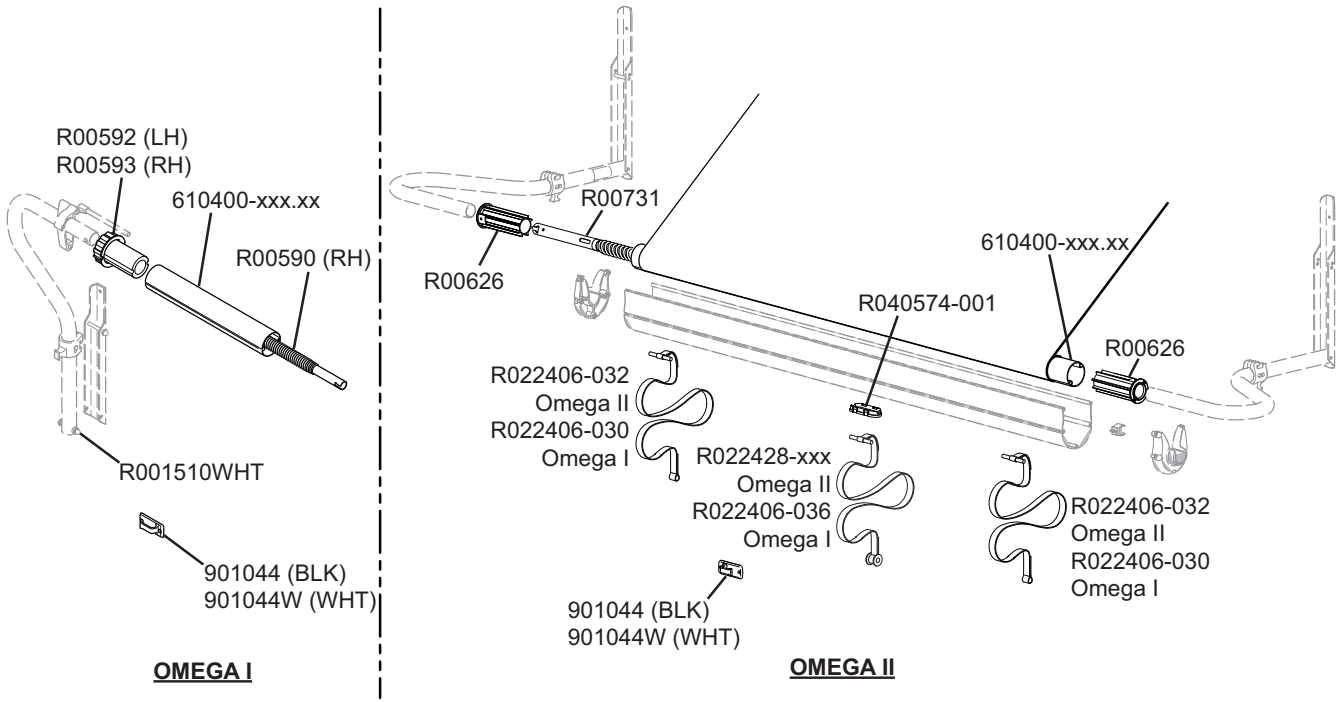 R00592 (LH)
R00593 (RH)
610400-xxx.xx
R00590 (RH)
R001510WHT
901044 (BLK)
901044W (WHT)
OMEGA I
R00731
R00626
610400-xxx.xx
R040574-001
R00626
R022406-032
Omega II
R022406-030
Omega I
R022428-xxx
Omega II
R022406-036
Omega I
R022406-032
Omega II
R022406-030
Omega I
901044 (BLK)
901044W (WHT)
OMEGA II